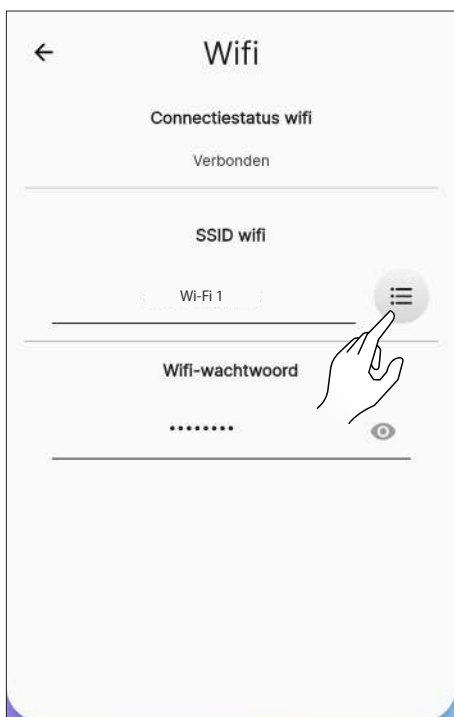 Wifi
Connectiestatus wifi
Verbonden
SSID wifi
Wi-Fi 1
Wifi-wachtwoord
••••••••